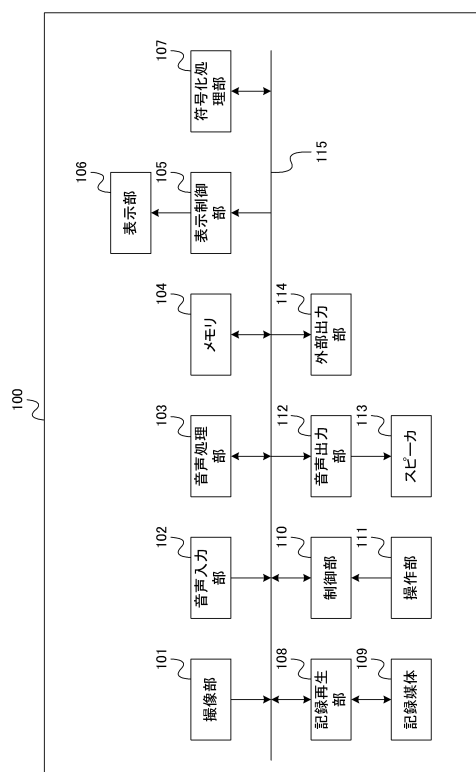 100
101
撮像部
102
音声入力
部
103
音声処理
部
104
メモリ
105
表示制御
部
106
表示部
107
符号化処
理部
115
108
記録再生
部
109
記録媒体
110
制御部
111
操作部
112
音声出力
部
113
スピーカ
114
外部出力
部